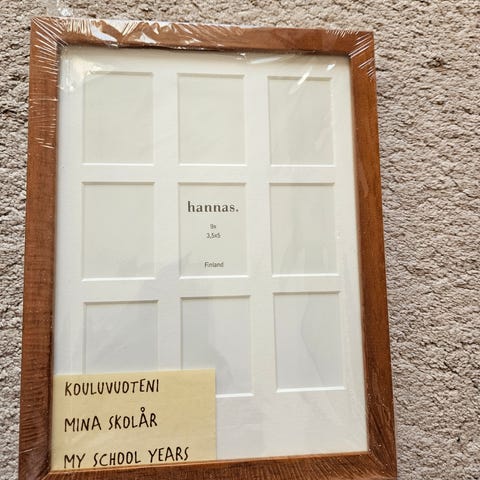 hannas.
9x
3,5x5
Finland
KOULUVUOTENI
MINA SKOLÅR
MY SCHOOL YEARS